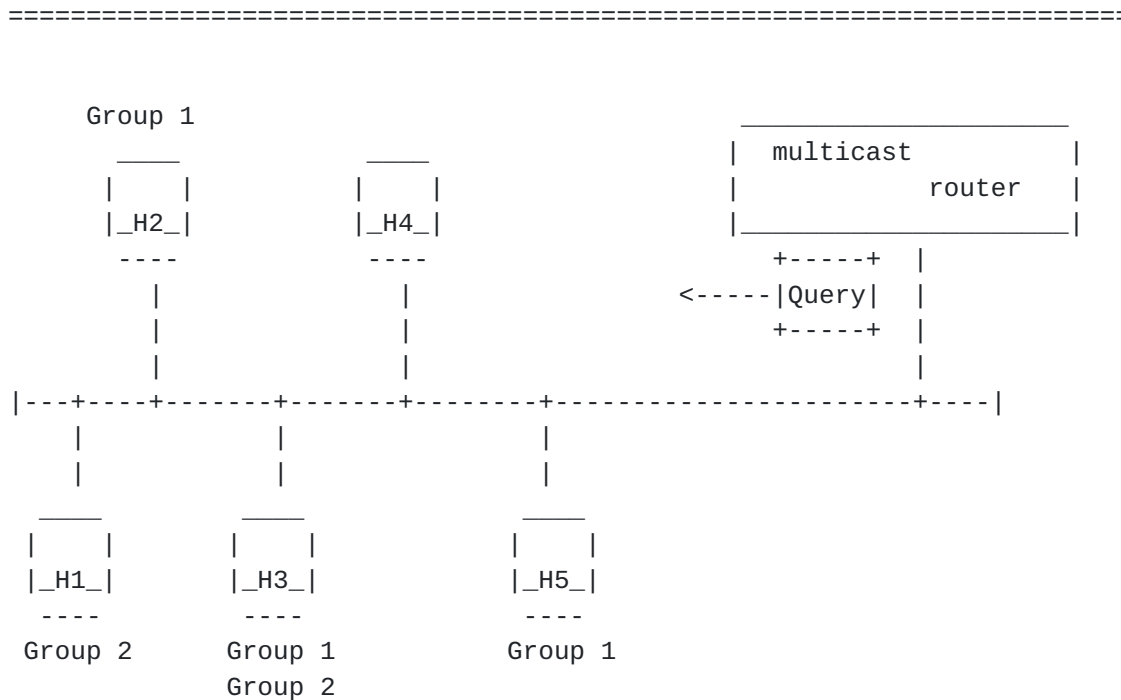 Group 1
multicast
router
H2 H4
Query
H1 H3 H5
Group 2 Group 1 Group 1
Group 2